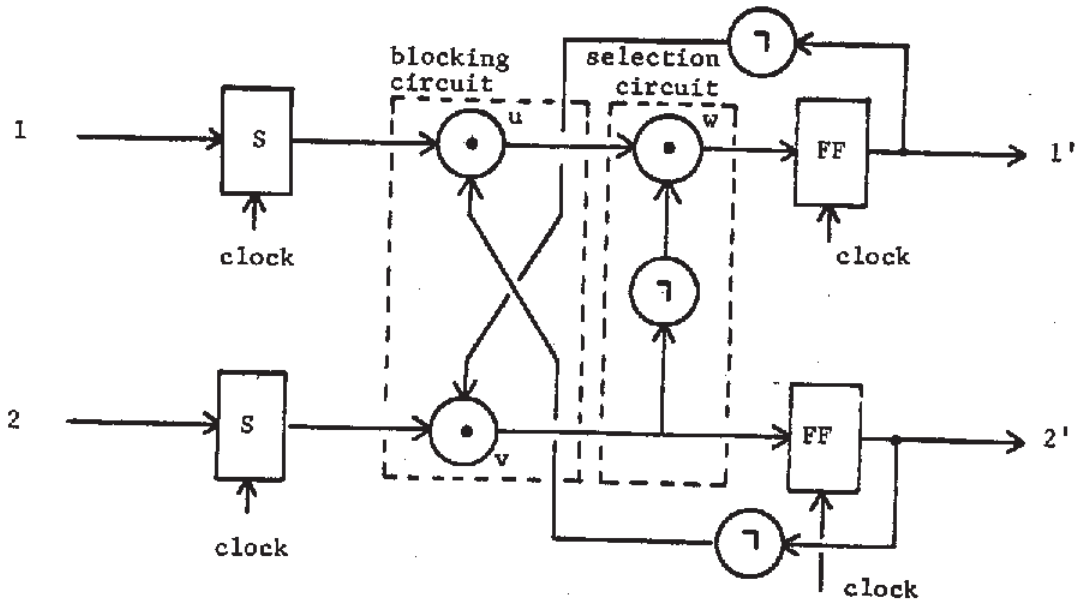 blocking
circuit
selection
circuit
¬
1
S
u
w
FF
1'
clock
clock
¬
2
S
v
FF
2'
clock
¬
clock